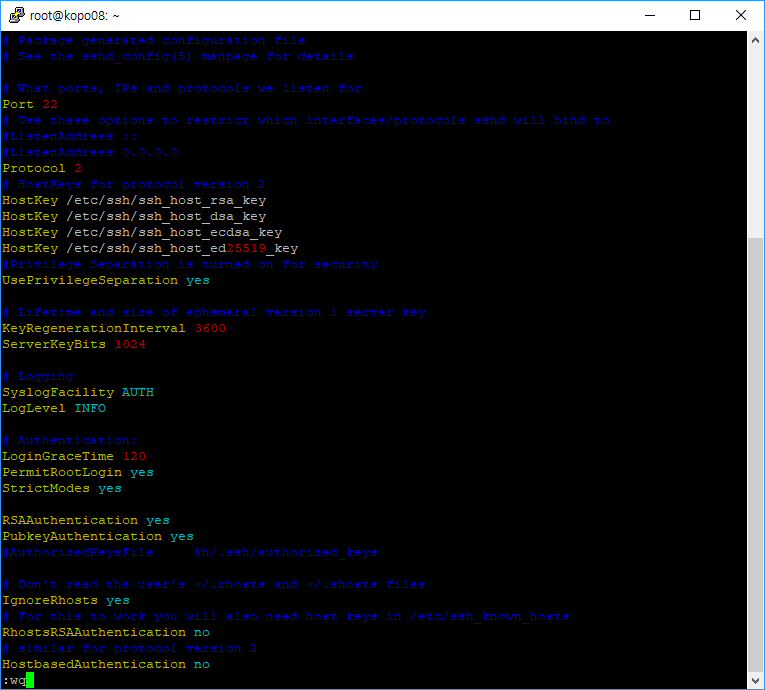 root@kopo08: ~
# Package generated configuration file
# See the sshd_config(5) manpage for details
# What ports, IPs and protocols we listen for
Port 22
# Use these options to restrict which interfaces/protocols sshd will bind to
#ListenAddress ::
#ListenAddress 0.0.0.0
Protocol 2
# HostKeys for protocol version 2
HostKey /etc/ssh/ssh_host_rsa_key
HostKey /etc/ssh/ssh_host_dsa_key
HostKey /etc/ssh/ssh_host_ecdsa_key
HostKey /etc/ssh/ssh_host_ed25519_key
#Privilege Separation is turned on for security
UsePrivilegeSeparation yes
# Lifetime and size of ephemeral version 1 server key
KeyRegenerationInterval 3600
ServerKeyBits 1024
# Logging
SyslogFacility AUTH
LogLevel INFO
# Authentication:
LoginGraceTime 120
PermitRootLogin yes
StrictModes yes
RSAAuthentication yes
PubkeyAuthentication yes
#AuthorizedKeysFile     %h/.ssh/authorized_keys
# Don't read the user's ~/.rhosts and ~/.shosts files
IgnoreRhosts yes
# For this to work you will also need host keys in /etc/ssh_known_hosts
RhostsRSAAuthentication no
# similar for protocol version 2
HostbasedAuthentication no
:wq